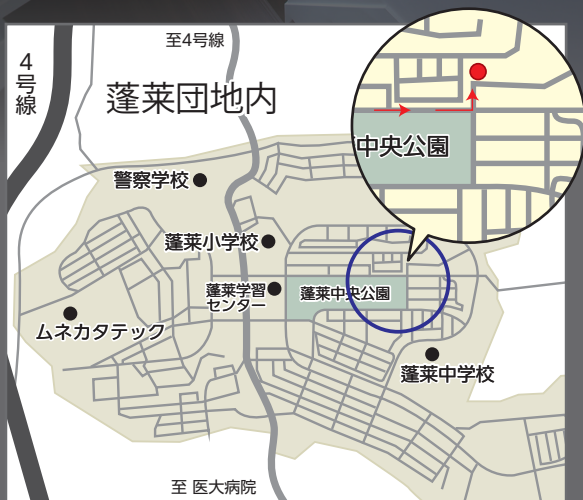 至4号線
4号線
蓬莱団地内
中央公園
警察学校
蓬莱小学校
蓬莱学習
センター
蓬莱中央公園
ムネカタテック
蓬莱中学校
至 医大病院